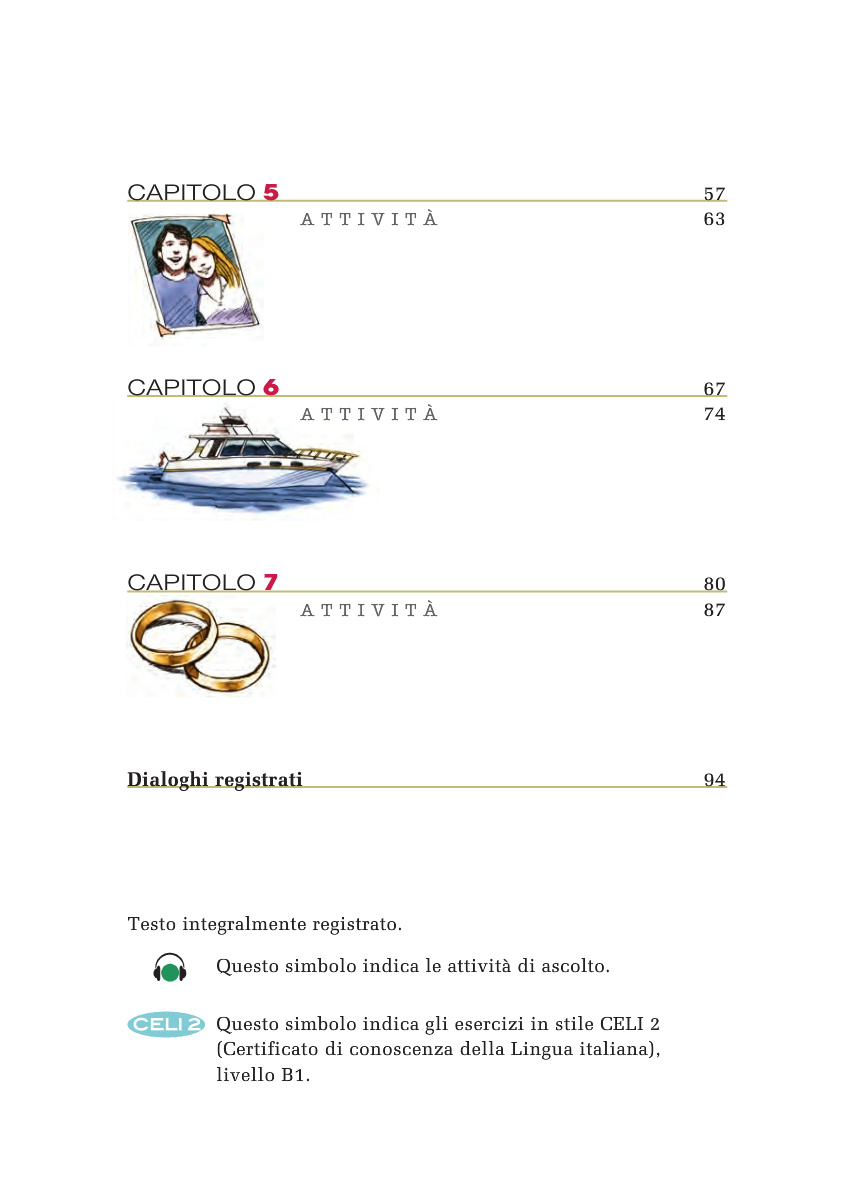 CAPITOLO 5 57
ATTIVITÀ 63
CAPITOLO 6 67
ATTIVITÀ 74
CAPITOLO 7 80
ATTIVITÀ 87
Dialoghi registrati 94
Testo integralmente registrato.
Questo simbolo indica le attività di ascolto.
CELI 2 Questo simbolo indica gli esercizi in stile CELI 2
(Certificato di conoscenza della Lingua italiana),
livello B1.